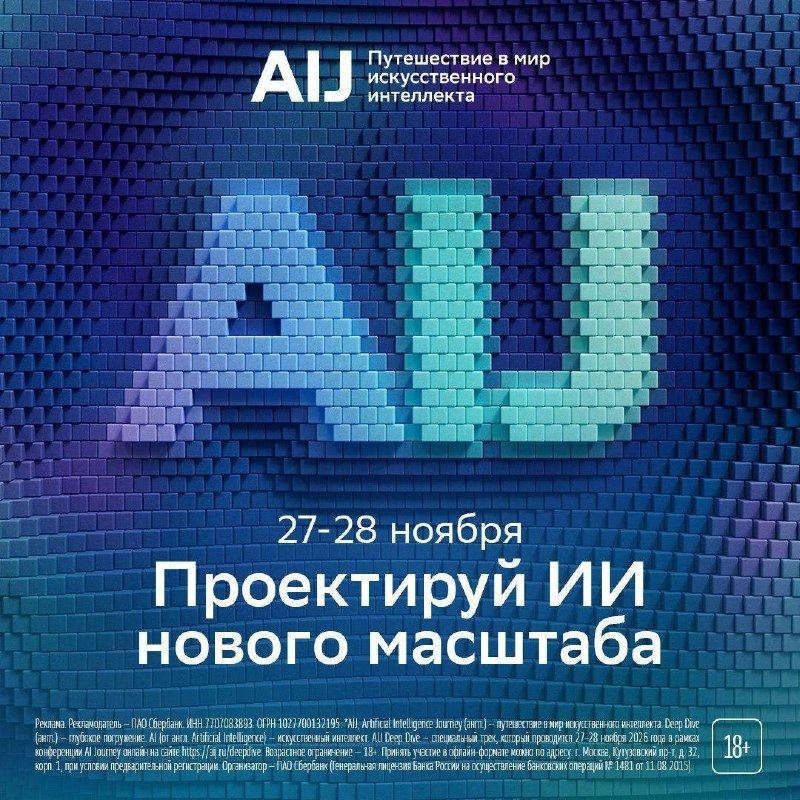 AIJ
Путешествие в мир
искусственного
интеллекта
AIJ
27-28 ноября
Проектируй ИИ
нового масштаба
Реклама. Рекламодатель – ПАО Сбербанк. ИНН 7707083893. ОГРН 1027700132195. *AIJ, Artificial Intelligence Journey (англ.) – путешествие в мир искусственного интеллекта. Deep Dive
(англ.) – глубокое погружение. AI (от англ. Artificial Intelligence) – искусственный интеллект. AIJ Deep Dive – специальный трек, который проводится 27-28 ноября 2026 года в рамках
конференции AI Journey онлайн на сайте https://aij.ru/deepdive. Возрастное ограничение – 18+. Принять участие в офлайн-формате можно по адресу: г. Москва, Кутузовский пр-т, д. 32,
корп. 1, при условии предварительной регистрации. Организатор – ПАО Сбербанк (Генеральная лицензия Банка России на осуществление банковских операций № 1481 от 11.08.2015).
18+